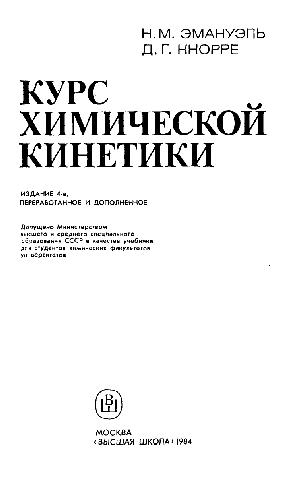 Н. М. ЭМАНУЭЛЬ
Д. Г. КНОРРЕ
КУРС
ХИМИЧЕСКОЙ
КИНЕТИКИ
ИЗДАНИЕ 4-е,
ПЕРЕРАБОТАННОЕ И ДОПОЛНЕННОЕ
Допущено Министерством
высшего и среднего специального
образования СССР в качестве учебника
для студентов химических факультетов
университетов
МОСКВА
«ВЫСШАЯ ШКОЛА» 1984